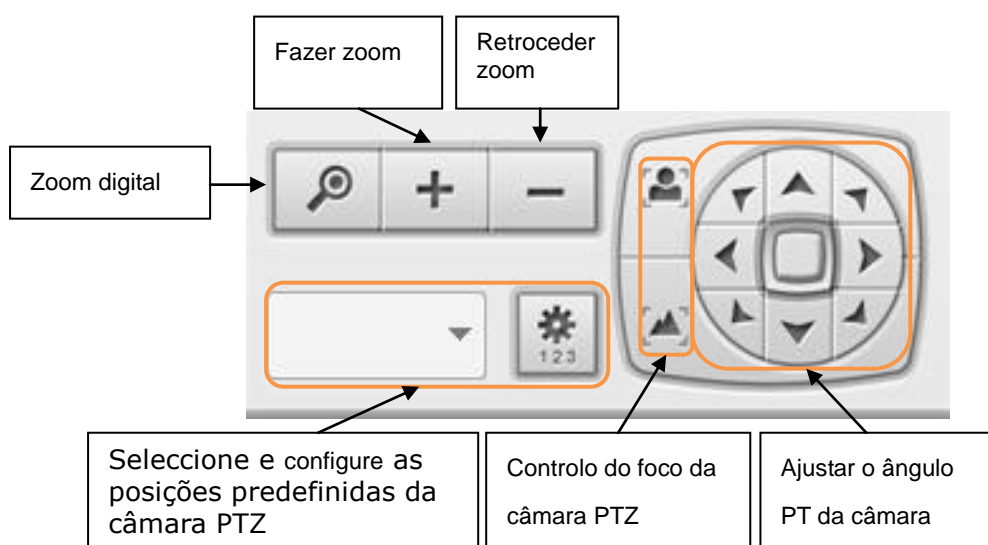 Fazer zoom
Retroceder
zoom
Zoom digital
123
Seleccione e configure as
posições predefinidas da
câmara PTZ
Controlo do foco da
câmara PTZ
Ajustar o ângulo
PT da câmara